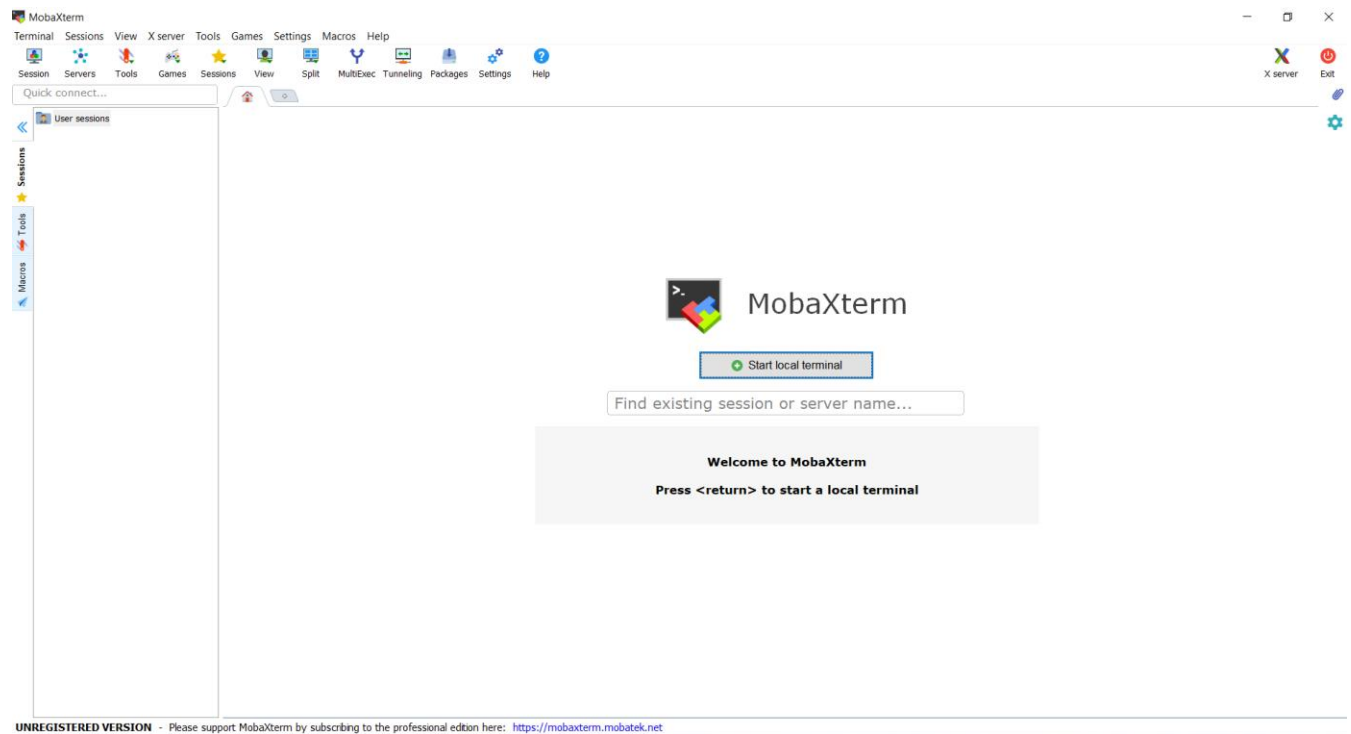 MobaXterm
Terminal Sessions View X server Tools Games Settings Macros Help
Session Servers Tools Games Sessions View Split MultiExec Tunneling Packages Settings Help X server Exit
Quick connect...
User sessions
Sessions
Tools
Macros
>_
MobaXterm
Start local terminal
Find existing session or server name...
Welcome to MobaXterm
Press <return> to start a local terminal
UNREGISTERED VERSION - Please support MobaXterm by subscribing to the professional edition here: https://mobaxterm.mobatek.net